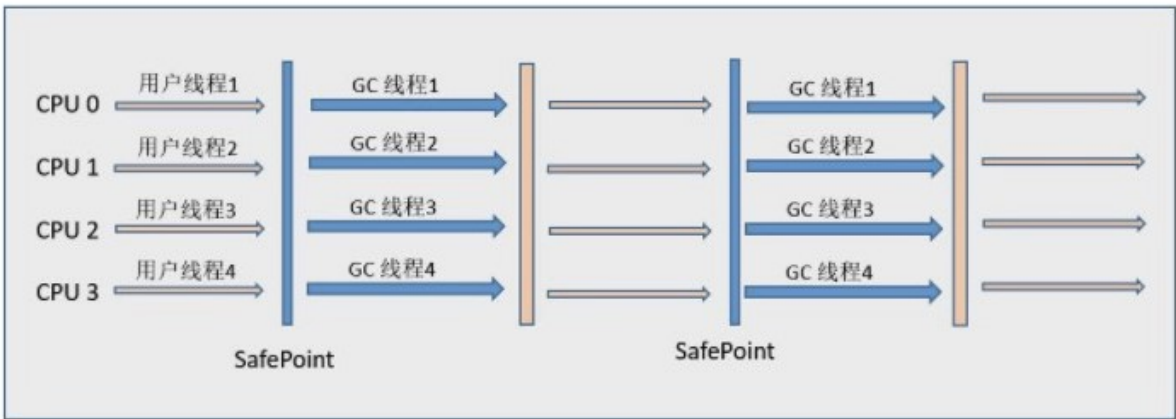 用户线程1 GC 线程1 GC 线程1
CPU 0
用户线程2 GC 线程2 GC 线程2
CPU 1
用户线程3 GC 线程3 GC 线程3
CPU 2
用户线程4 GC 线程4 GC 线程4
CPU 3
SafePoint SafePoint